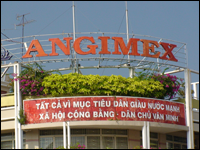 ANGIMEX
TẤT CẢ VÌ MỤC TIÊU DÂN GIÀU NƯỚC MẠNH
XÃ HỘI CÔNG BẰNG - DÂN CHỦ VĂN MINH